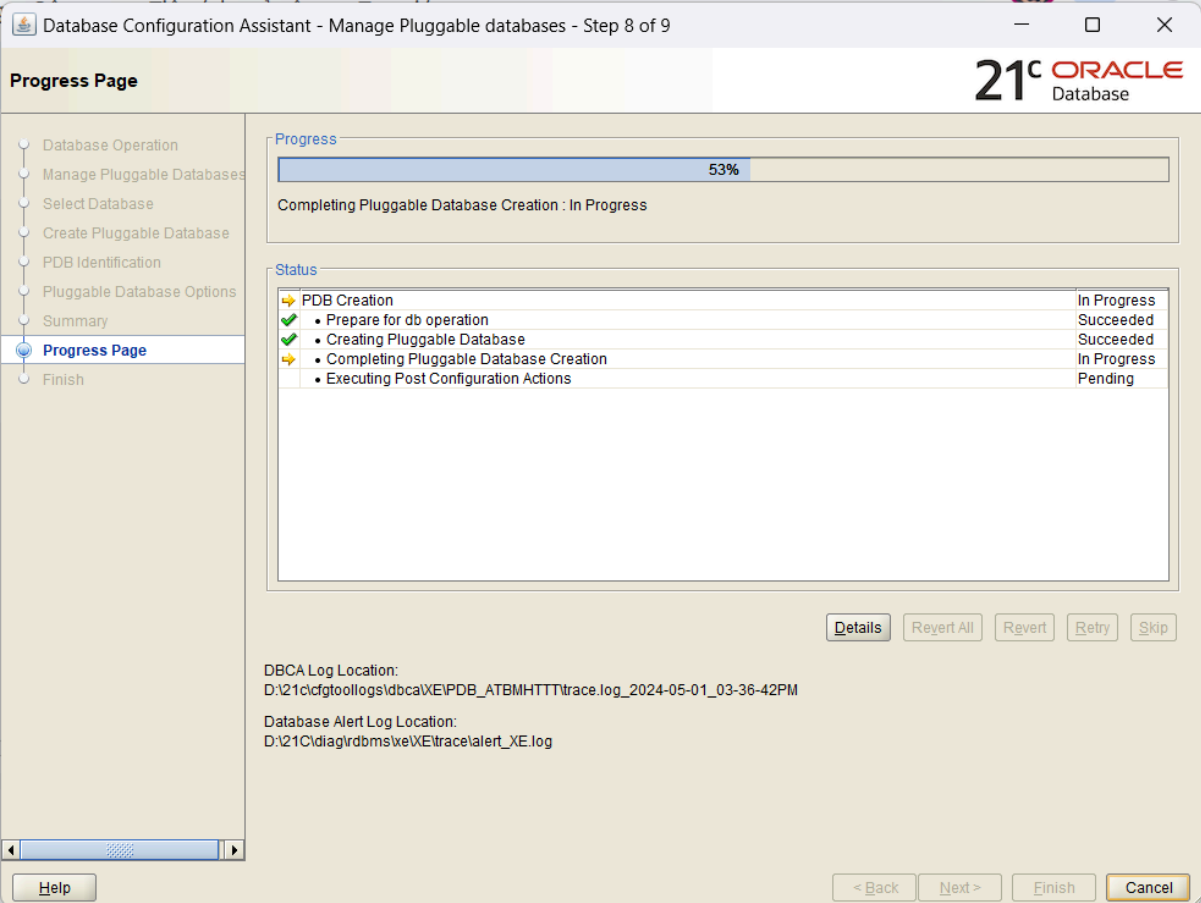 Database Configuration Assistant - Manage Pluggable databases - Step 8 of 9
Progress Page
21c ORACLE
Database
Database Operation
Manage Pluggable Databases
Select Database
Create Pluggable Database
PDB Identification
Pluggable Database Options
Summary
Progress Page
Finish
Progress
53%
Completing Pluggable Database Creation : In Progress
Status
PDB Creation In Progress
• Prepare for db operation Succeeded
• Creating Pluggable Database Succeeded
• Completing Pluggable Database Creation In Progress
• Executing Post Configuration Actions Pending
Details Revert All Revert Retry Skip
DBCA Log Location:
D:\21c\cfgtoollogs\dbca\XE\PDB_ATBMHTTT\trace.log_2024-05-01_03-36-42PM
Database Alert Log Location:
D:\21C\diag\rdbms\xe\XE\trace\alert_XE.log
Help < Back Next > Finish Cancel